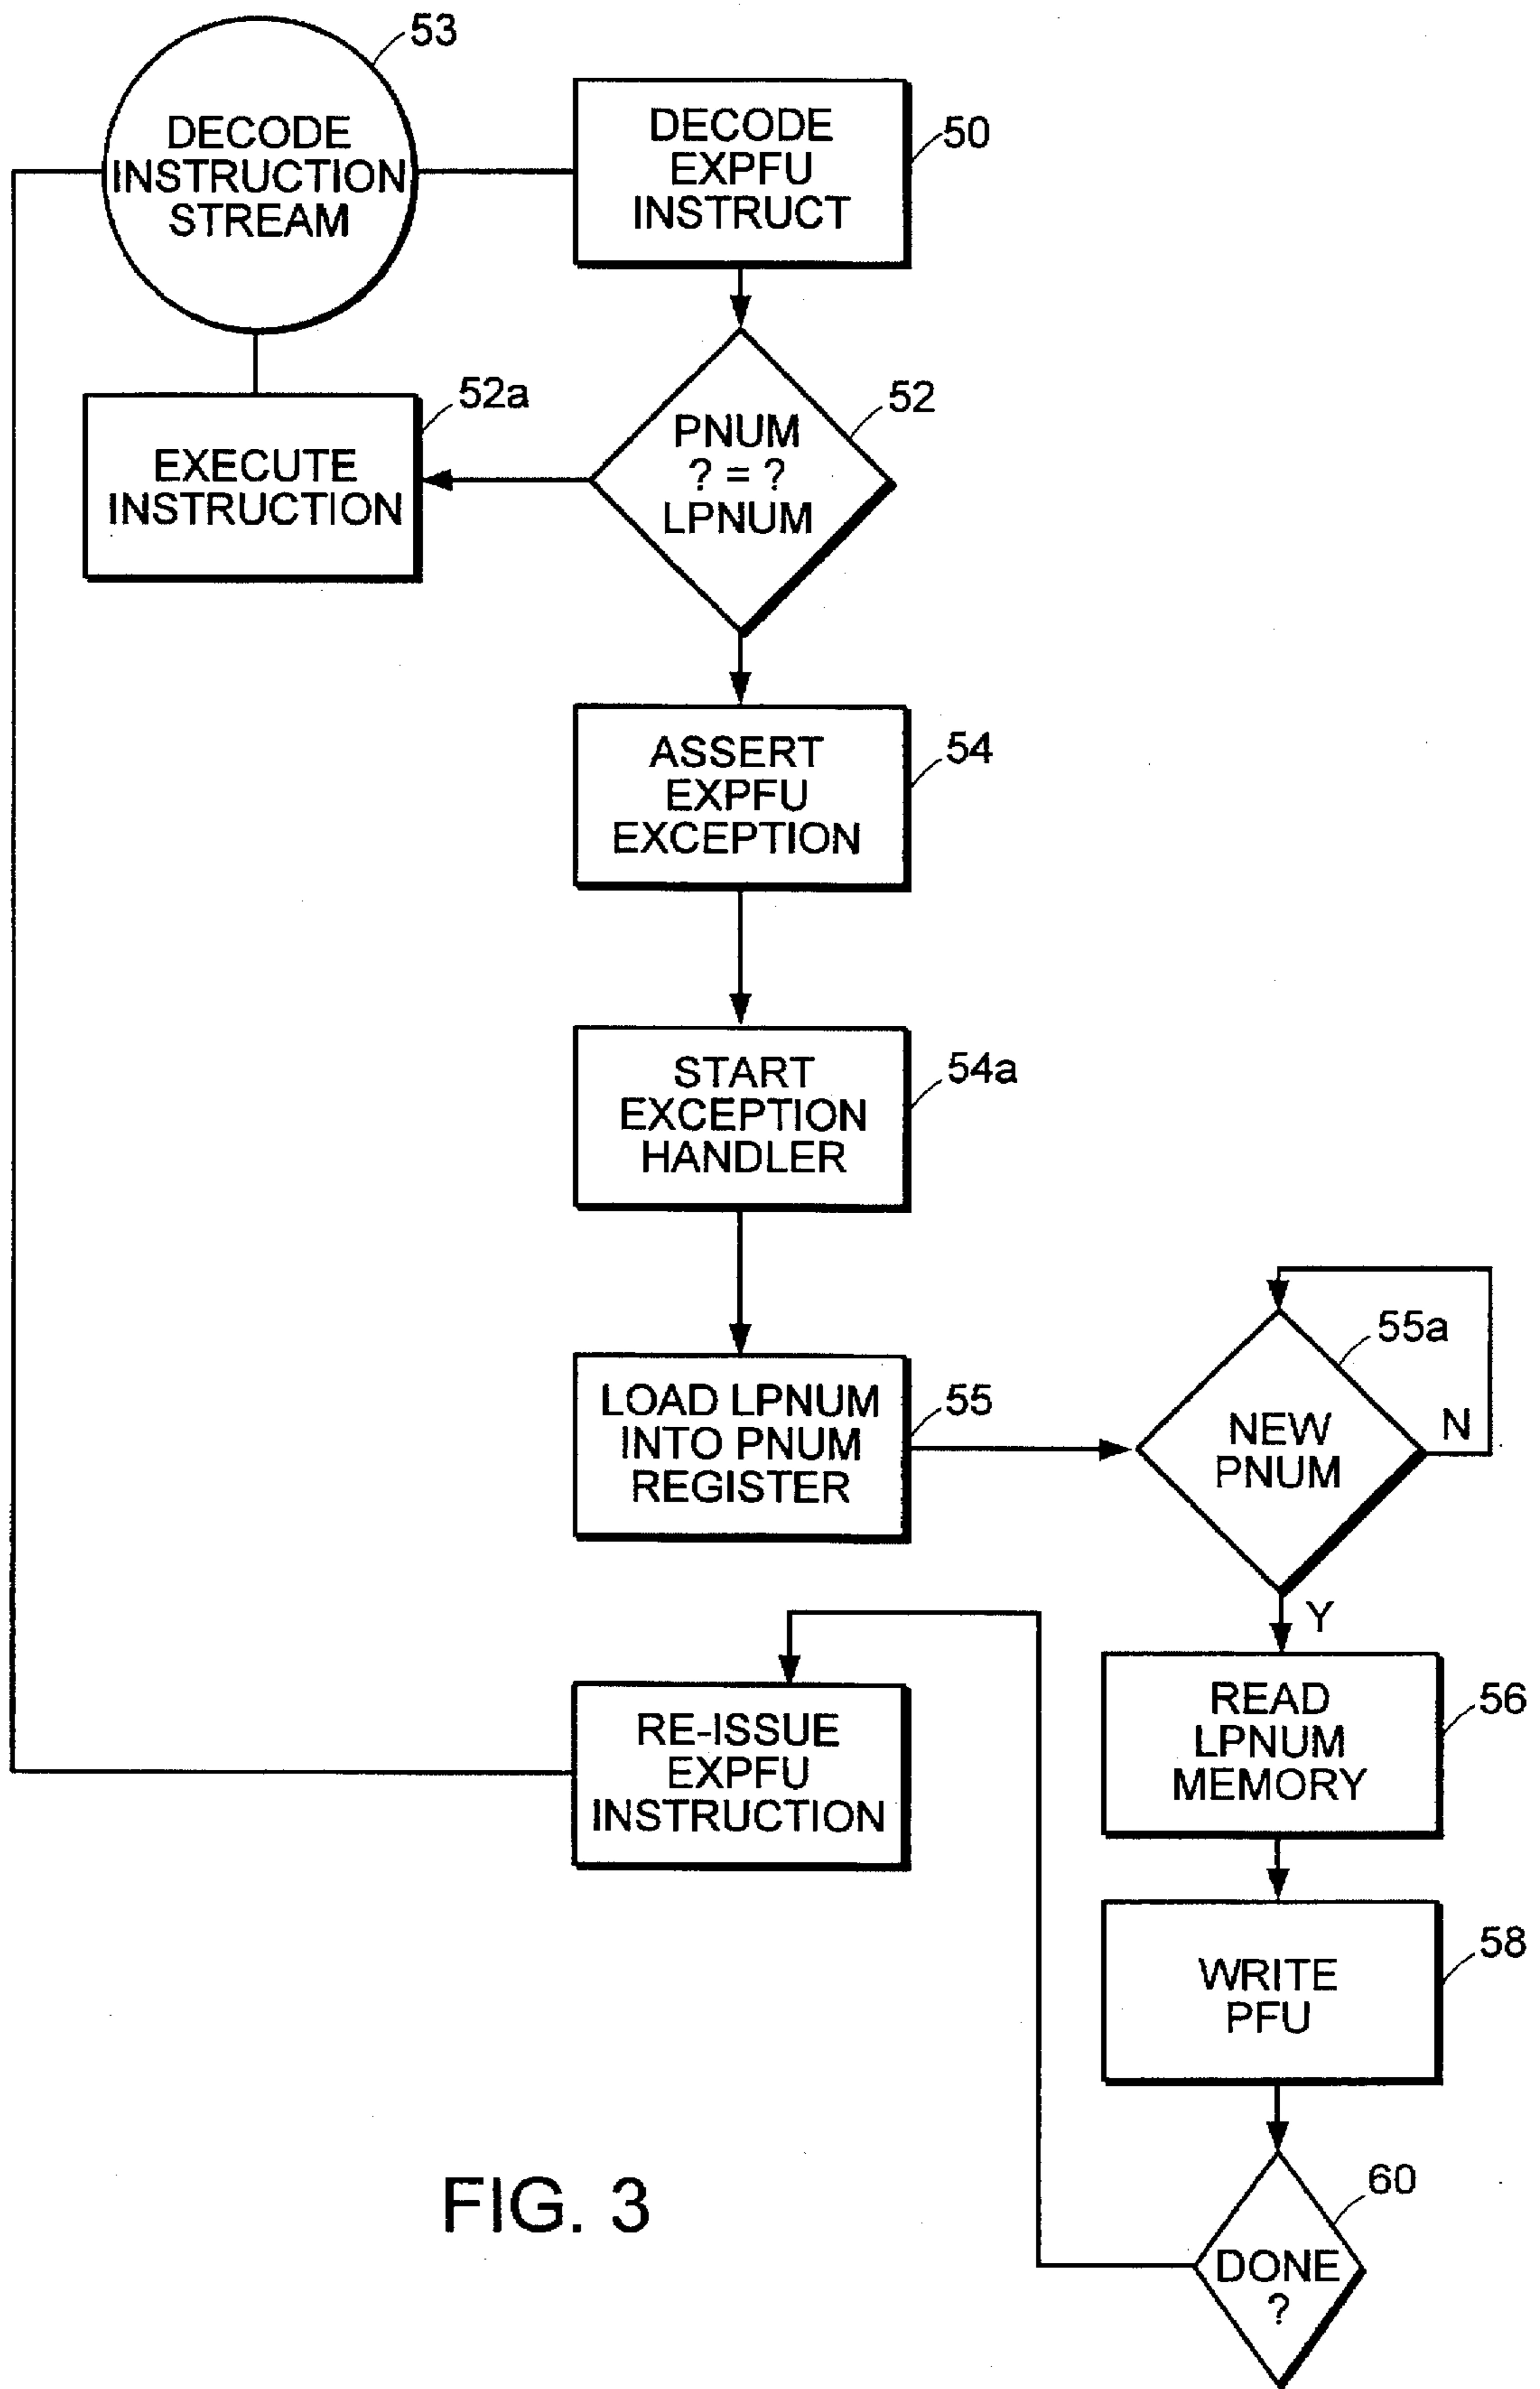 53
DECODE
INSTRUCTION
STREAM
DECODE
EXPFU
INSTRUCT
50
52a
EXECUTE
INSTRUCTION
PNUM
? = ?
LPNUM
52
ASSERT
EXPFU
EXCEPTION
54
START
EXCEPTION
HANDLER
54a
LOAD LPNUM
INTO PNUM
REGISTER
55
NEW
PNUM
55a
N
Y
READ
LPNUM
MEMORY
56
RE-ISSUE
EXPFU
INSTRUCTION
WRITE
PFU
58
DONE
?
60
FIG. 3